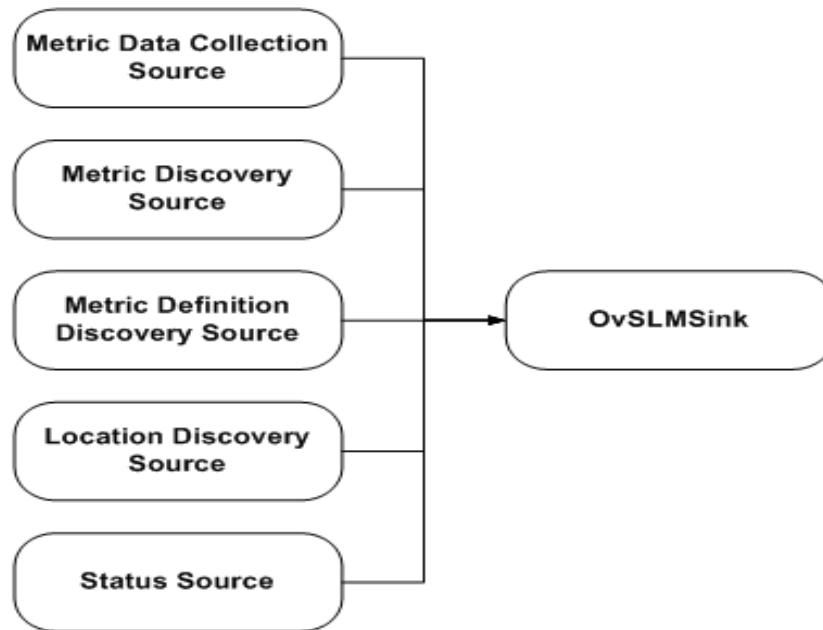 Metric Data Collection
Source
Metric Discovery
Source
Metric Definition
Discovery Source
OvSLMSink
Location Discovery
Source
Status Source